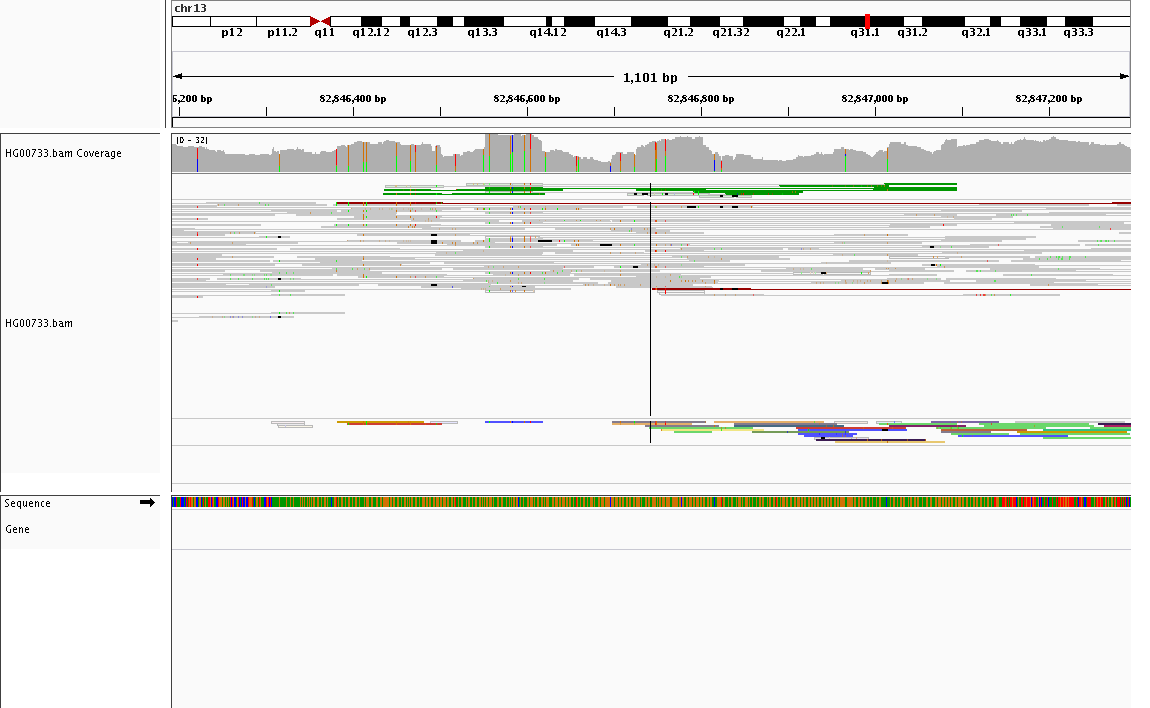 chr13
p12 p11.2 q11 q12.12 q12.3 q13.3 q14.12 q14.3 q21.2 q21.32 q22.1 q31.1 q31.2 q32.1 q33.1 q33.3
1,101 bp
6,200 bp 82,846,400 bp 82,846,600 bp 82,846,800 bp 82,847,000 bp 82,847,200 bp
[0 - 32]
HG00733.bam Coverage
HG00733.bam
Sequence
Gene